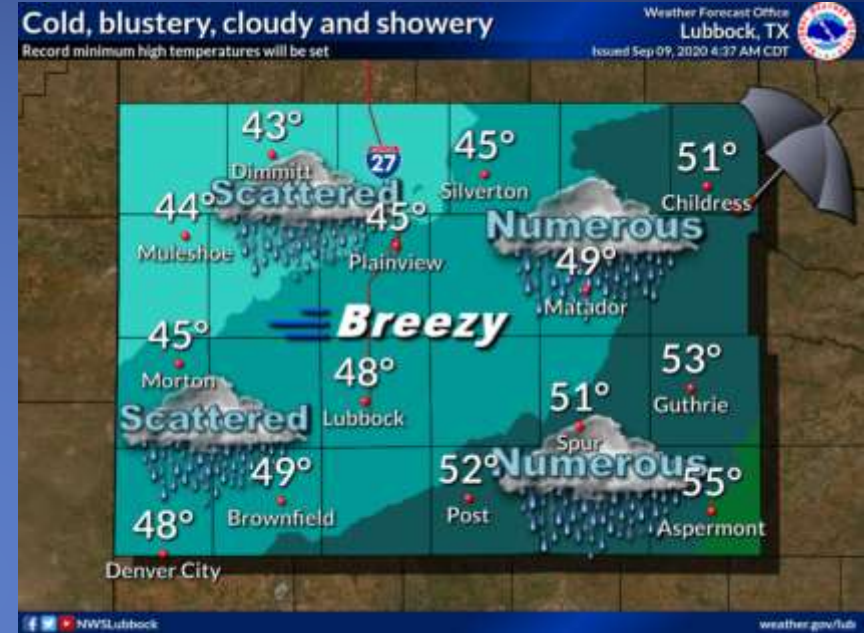 Cold, blustery, cloudy and showery
Record minimum high temperatures will be set
Weather Forecast Office
Lubbock, TX
Issued Sep 09, 2020 4:37 AM CDT
43°
Dimmitt
27
45°
Silverton
51°
Childress
Scattered
44°
Muleshoe
45°
Plainview
Numerous
49°
Matador
Breezy
45°
Morton
48°
Lubbock
53°
Guthrie
51°
Spur
Scattered
49°
Brownfield
52°
Post
Numerous
55°
Aspermont
48°
Denver City
NWSLubbock
weather.gov/lub